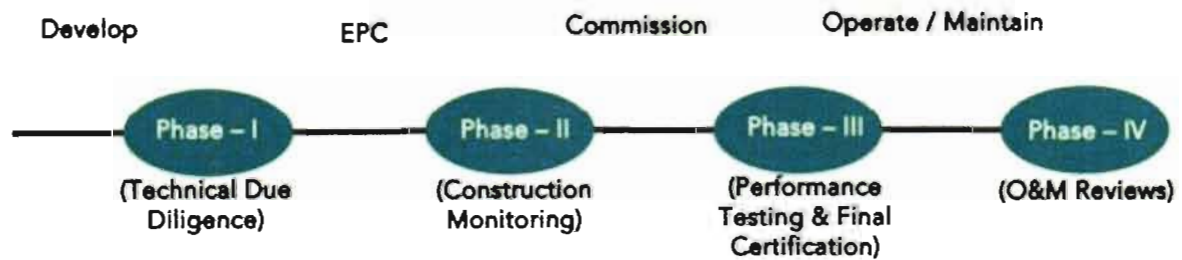 Develop
EPC
Commission
Operate / Maintain
Phase – I
Phase – II
Phase – III
Phase – IV
(Technical Due
Diligence)
(Construction
Monitoring)
(Performance
Testing & Final
Certification)
(O&M Reviews)